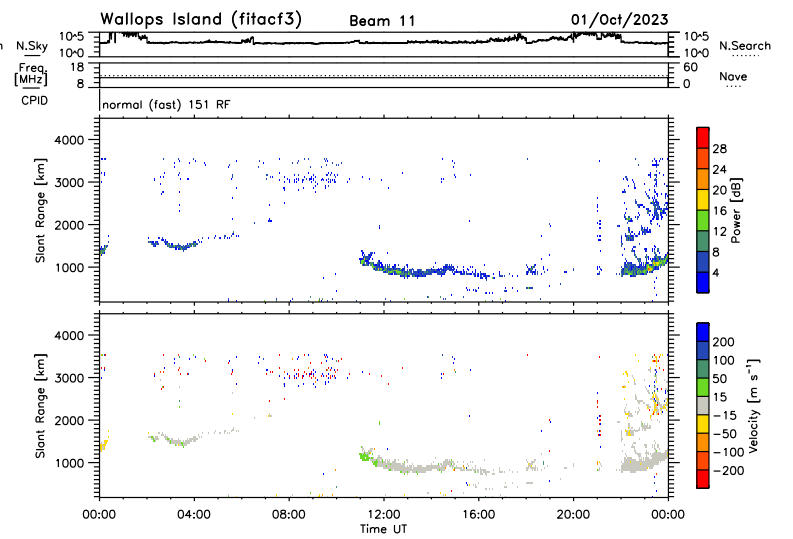 Wallops Island (fitacf3) Beam 11 01/Oct/2023
n N.Sky 10^5 10^0 10^5 10^0 N.Search
Freq. [MHz] 18 8 60 0 Nave
CPID normal (fast) 151 RF
Slant Range [km]
4000
3000
2000
1000
28
24
20
16
12
8
4
Power [dB]
Slant Range [km]
4000
3000
2000
1000
200
100
50
15
-15
-50
-100
-200
Velocity [m s⁻¹]
00:00 04:00 08:00 12:00 16:00 20:00 00:00
Time UT